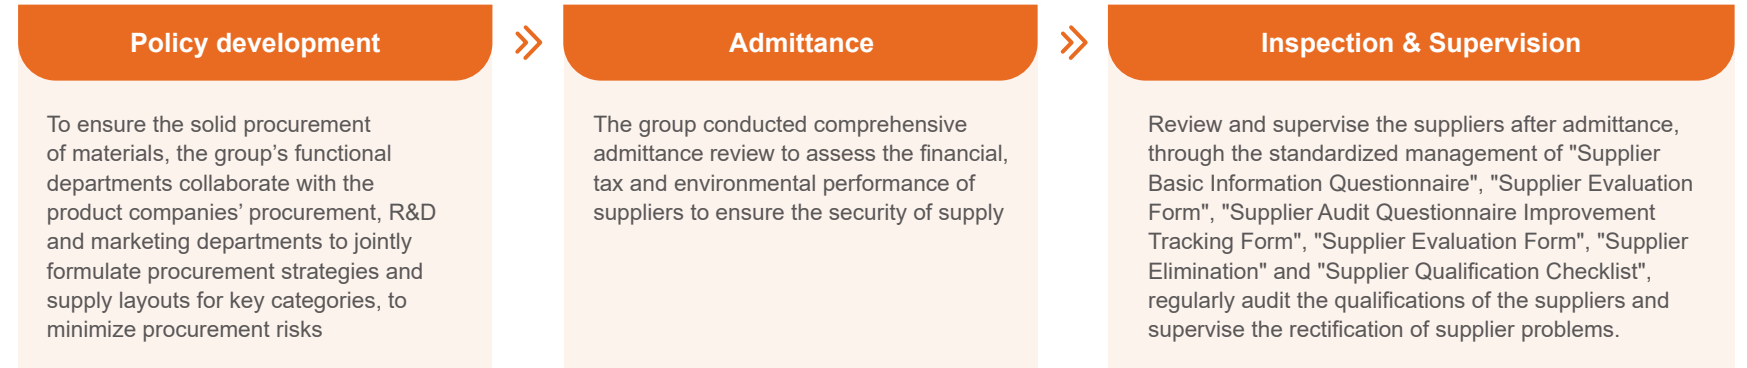 Policy development
To ensure the solid procurement
of materials, the group’s functional
departments collaborate with the
product companies’ procurement, R&D
and marketing departments to jointly
formulate procurement strategies and
supply layouts for key categories, to
minimize procurement risks
Admittance
The group conducted comprehensive
admittance review to assess the financial,
tax and environmental performance of
suppliers to ensure the security of supply
Inspection & Supervision
Review and supervise the suppliers after admittance,
through the standardized management of "Supplier
Basic Information Questionnaire", "Supplier Evaluation
Form", "Supplier Audit Questionnaire Improvement
Tracking Form", "Supplier Evaluation Form", "Supplier
Elimination" and "Supplier Qualification Checklist",
regularly audit the qualifications of the suppliers and
supervise the rectification of supplier problems.